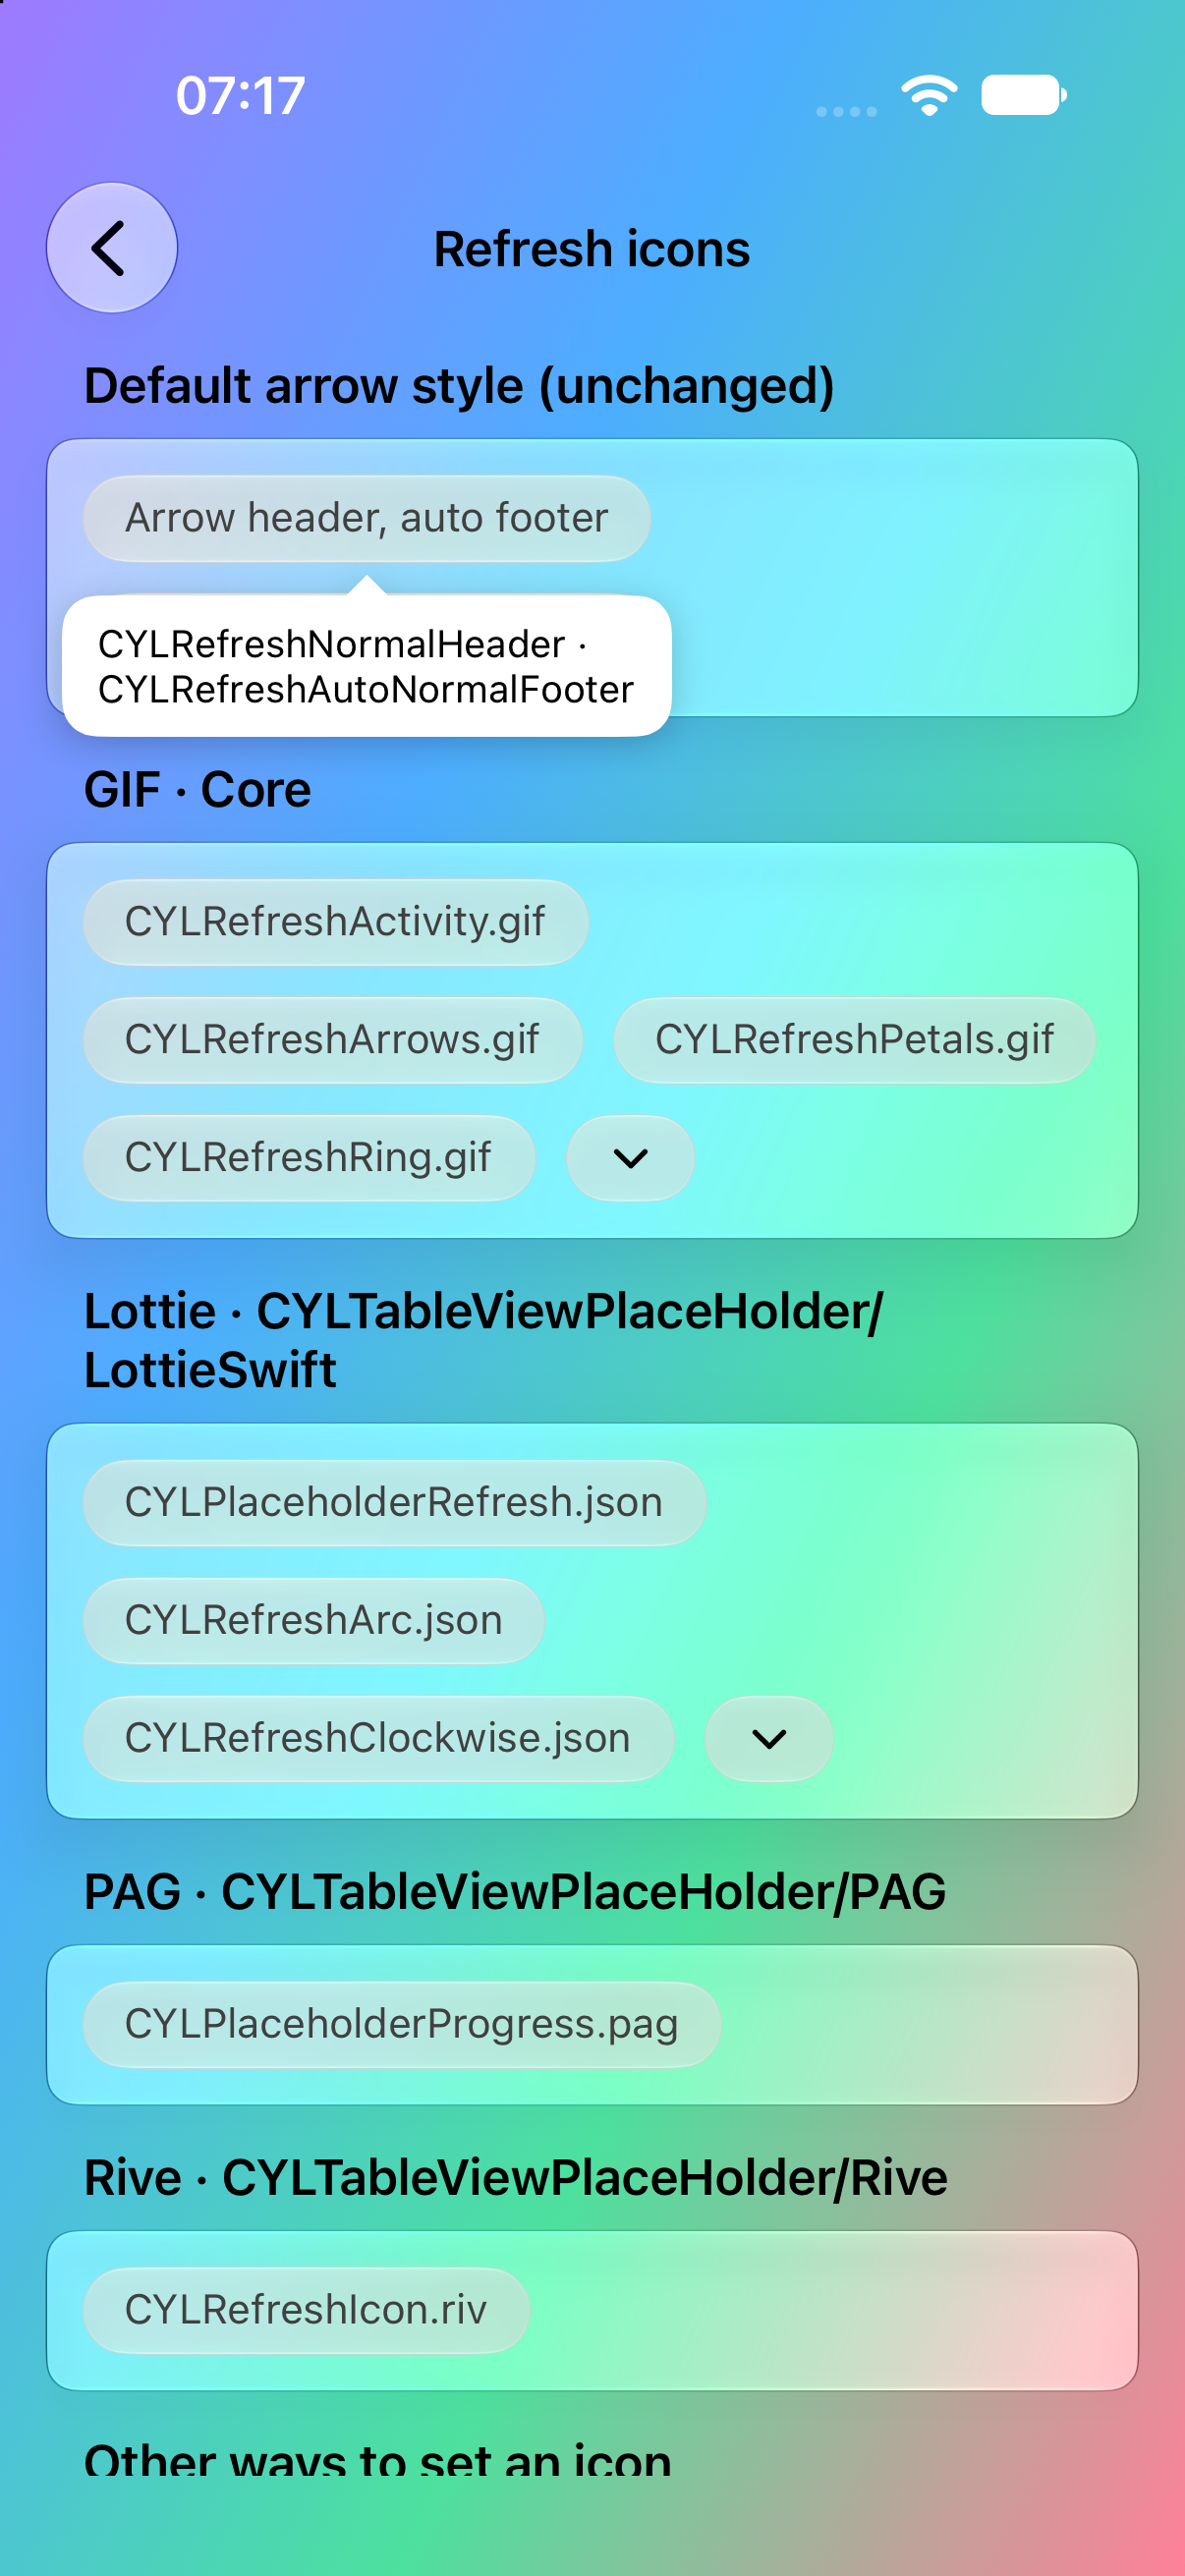 07:17
Refresh icons
Default arrow style (unchanged)
Arrow header, auto footer
CYLRefreshNormalHeader ·
CYLRefreshAutoNormalFooter
GIF · Core
CYLRefreshActivity.gif
CYLRefreshArrows.gif
CYLRefreshPetals.gif
CYLRefreshRing.gif
Lottie · CYLTableViewPlaceHolder/
LottieSwift
CYLPlaceholderRefresh.json
CYLRefreshArc.json
CYLRefreshClockwise.json
PAG · CYLTableViewPlaceHolder/PAG
CYLPlaceholderProgress.pag
Rive · CYLTableViewPlaceHolder/Rive
CYLRefreshIcon.riv
Other ways to set an icon